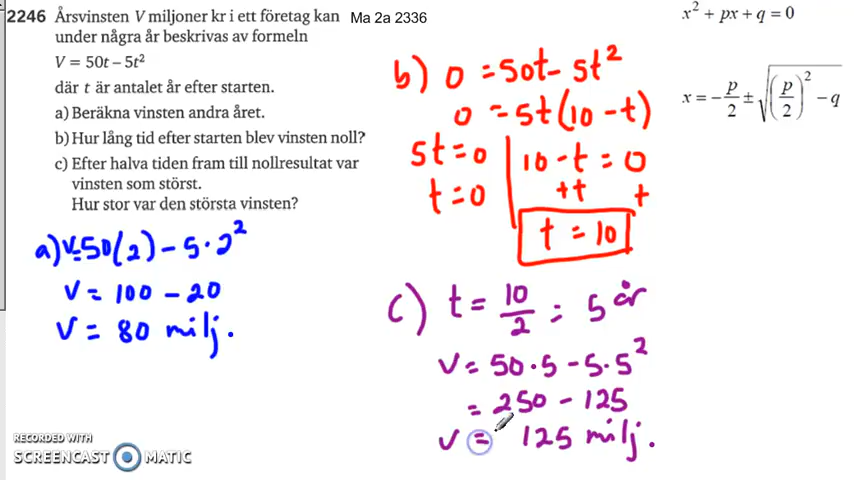 2246 Årsvinsten V miljoner kr i ett företag kan
under några år beskrivas av formeln
V = 50t – 5t²
där t är antalet år efter starten.
a) Beräkna vinsten andra året.
b) Hur lång tid efter starten blev vinsten noll?
c) Efter halva tiden fram till nollresultat var
vinsten som störst.
Hur stor var den största vinsten?
a) V=50(2) – 5·2²
V = 100 – 20
V = 80 milj.
RECORDED WITH
SCREENCAST MATIC
Ma 2a 2336
b) 0 = 50t – 5t²
0 = 5t(10 – t)
5t = 0 | 10 – t = 0
t = 0 | +t +
t = 10
c) t = 10/2 = 5 år
V = 50·5 – 5·5²
= 250 – 125
V = 125 milj.
x² + px + q = 0
x = –p/2 ± √((p/2)² – q)